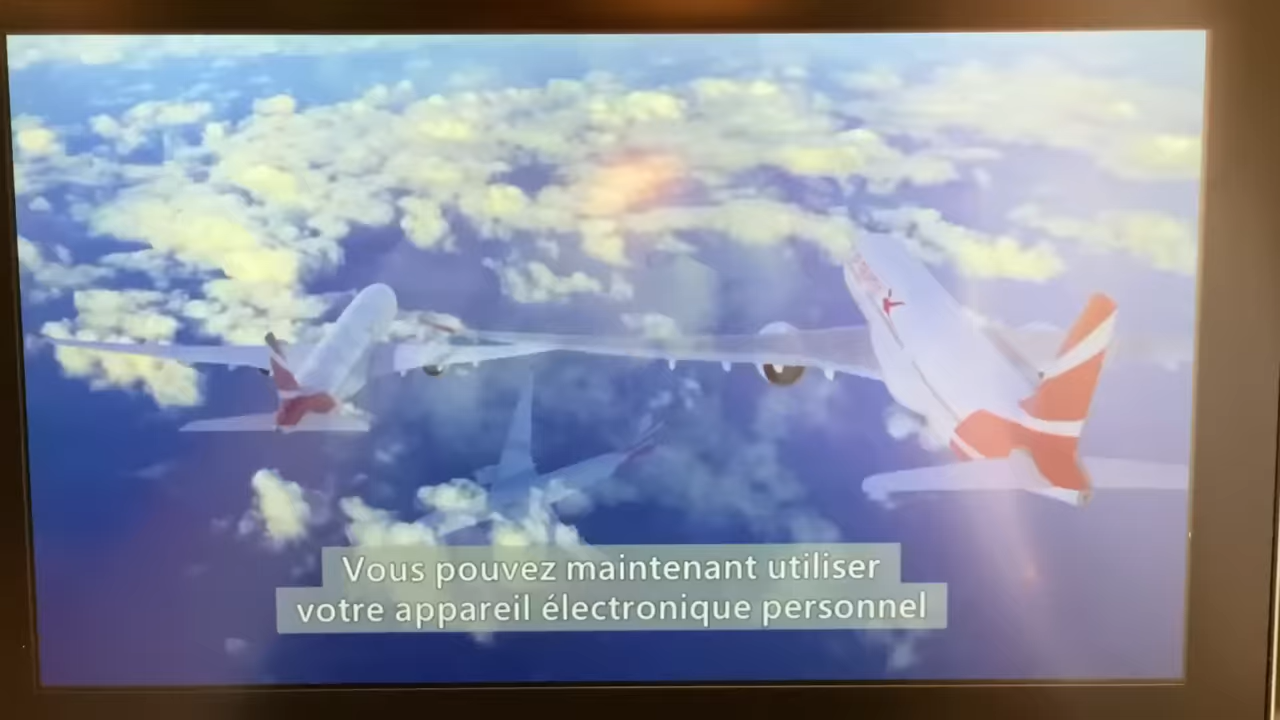 Vous pouvez maintenant utiliser
votre appareil électronique personnel